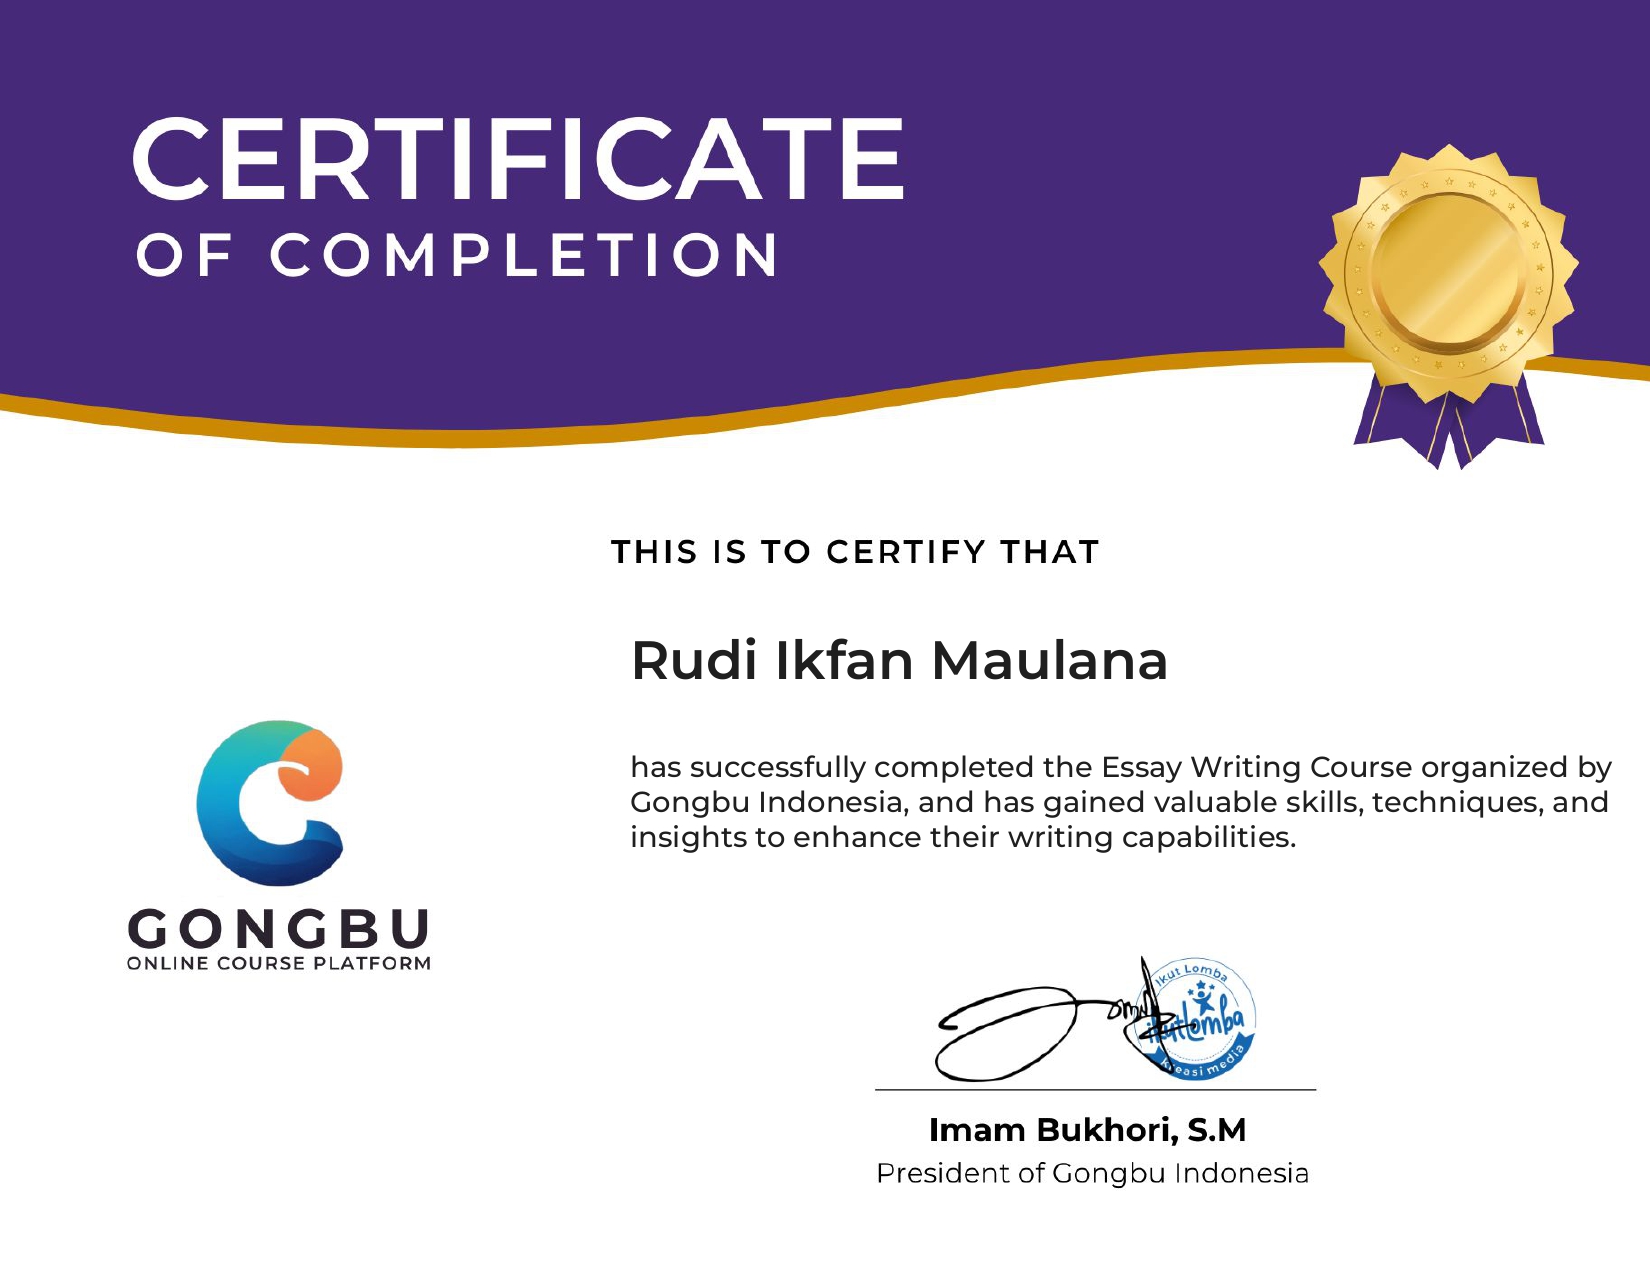 CERTIFICATE
OF COMPLETION
THIS IS TO CERTIFY THAT
Rudi Ikfan Maulana
has successfully completed the Essay Writing Course organized by
Gongbu Indonesia, and has gained valuable skills, techniques, and
insights to enhance their writing capabilities.
GONGBU
ONLINE COURSE PLATFORM
Ikut Lomba
ikutLomba
kreasi media
Imam Bukhori, S.M
President of Gongbu Indonesia